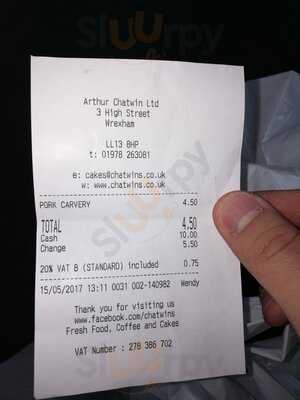 Arthur Chatwin Ltd
3 High Street
Wrexham
LL13 8HP
t: 01978 263081
e: cakes@chatwins.co.uk
w: www.chatwins.co.uk
PORK CARVERY 4.50
TOTAL 4.50
Cash 10.00
Change 5.50
20% VAT B (STANDARD) included 0.75
15/05/2017 13:11 0031 002-140982 Wendy
Thank you for visiting us
www.facebook.com/chatwins
Fresh Food, Coffee and Cakes
VAT Number : 278 386 702
Sluurpy